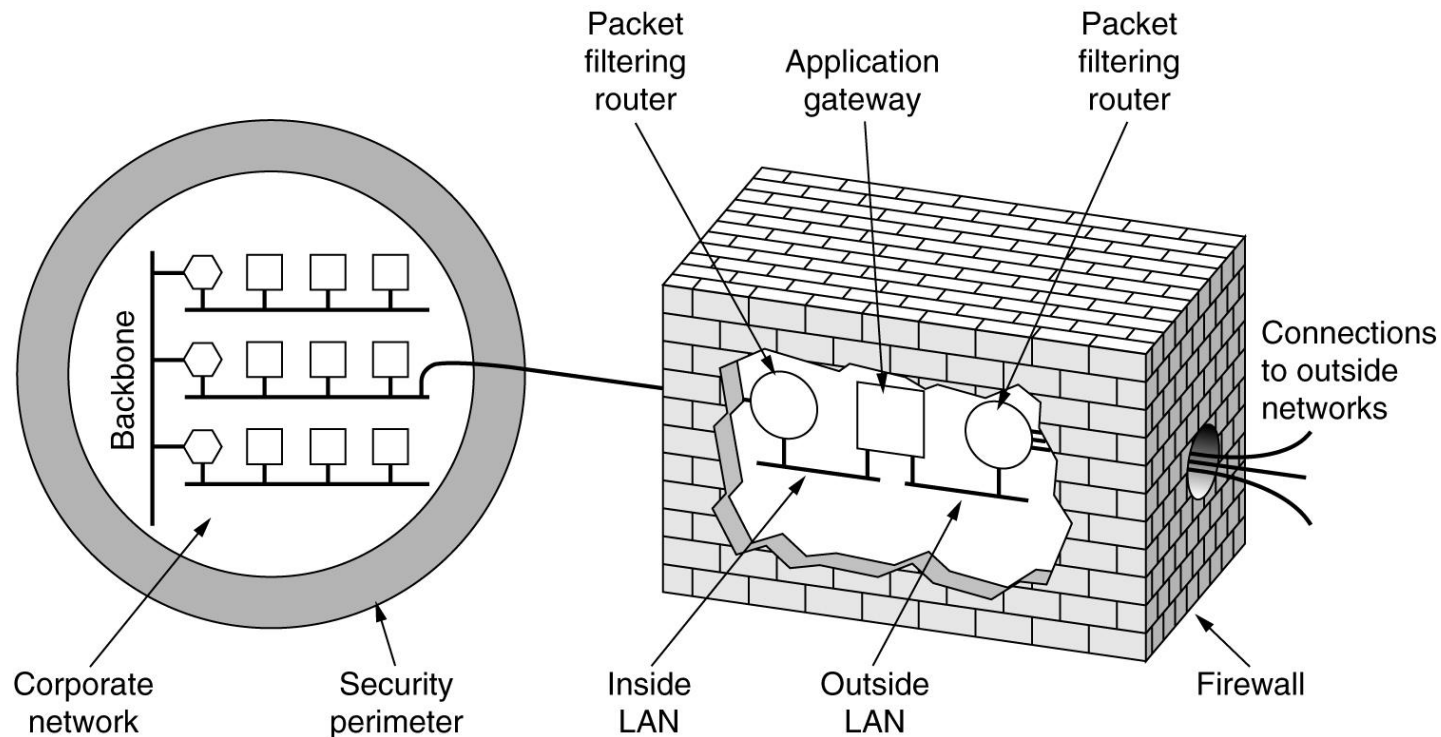 Packet
filtering
router
Application
gateway
Packet
filtering
router
Backbone
Connections
to outside
networks
Corporate
network
Security
perimeter
Inside
LAN
Outside
LAN
Firewall